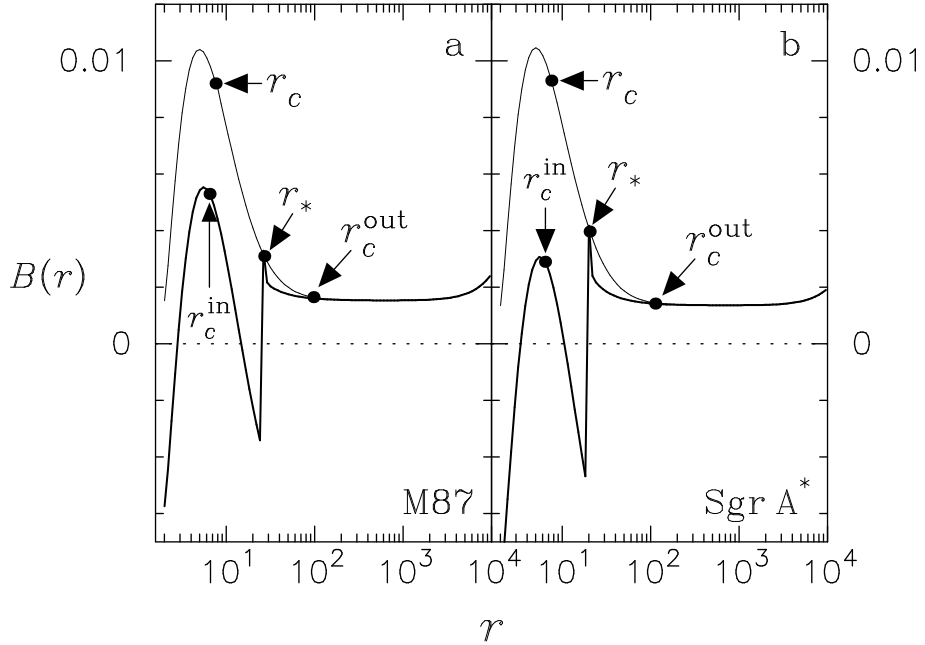 a
b
0.01
0.01
r_c
r_c
r_c^in
r_*
r_*
r_c^out
r_c^out
B(r)
r_c^in
0
0
M87
Sgr A*
10^1 10^2 10^3 10^4 10^1 10^2 10^3 10^4
r